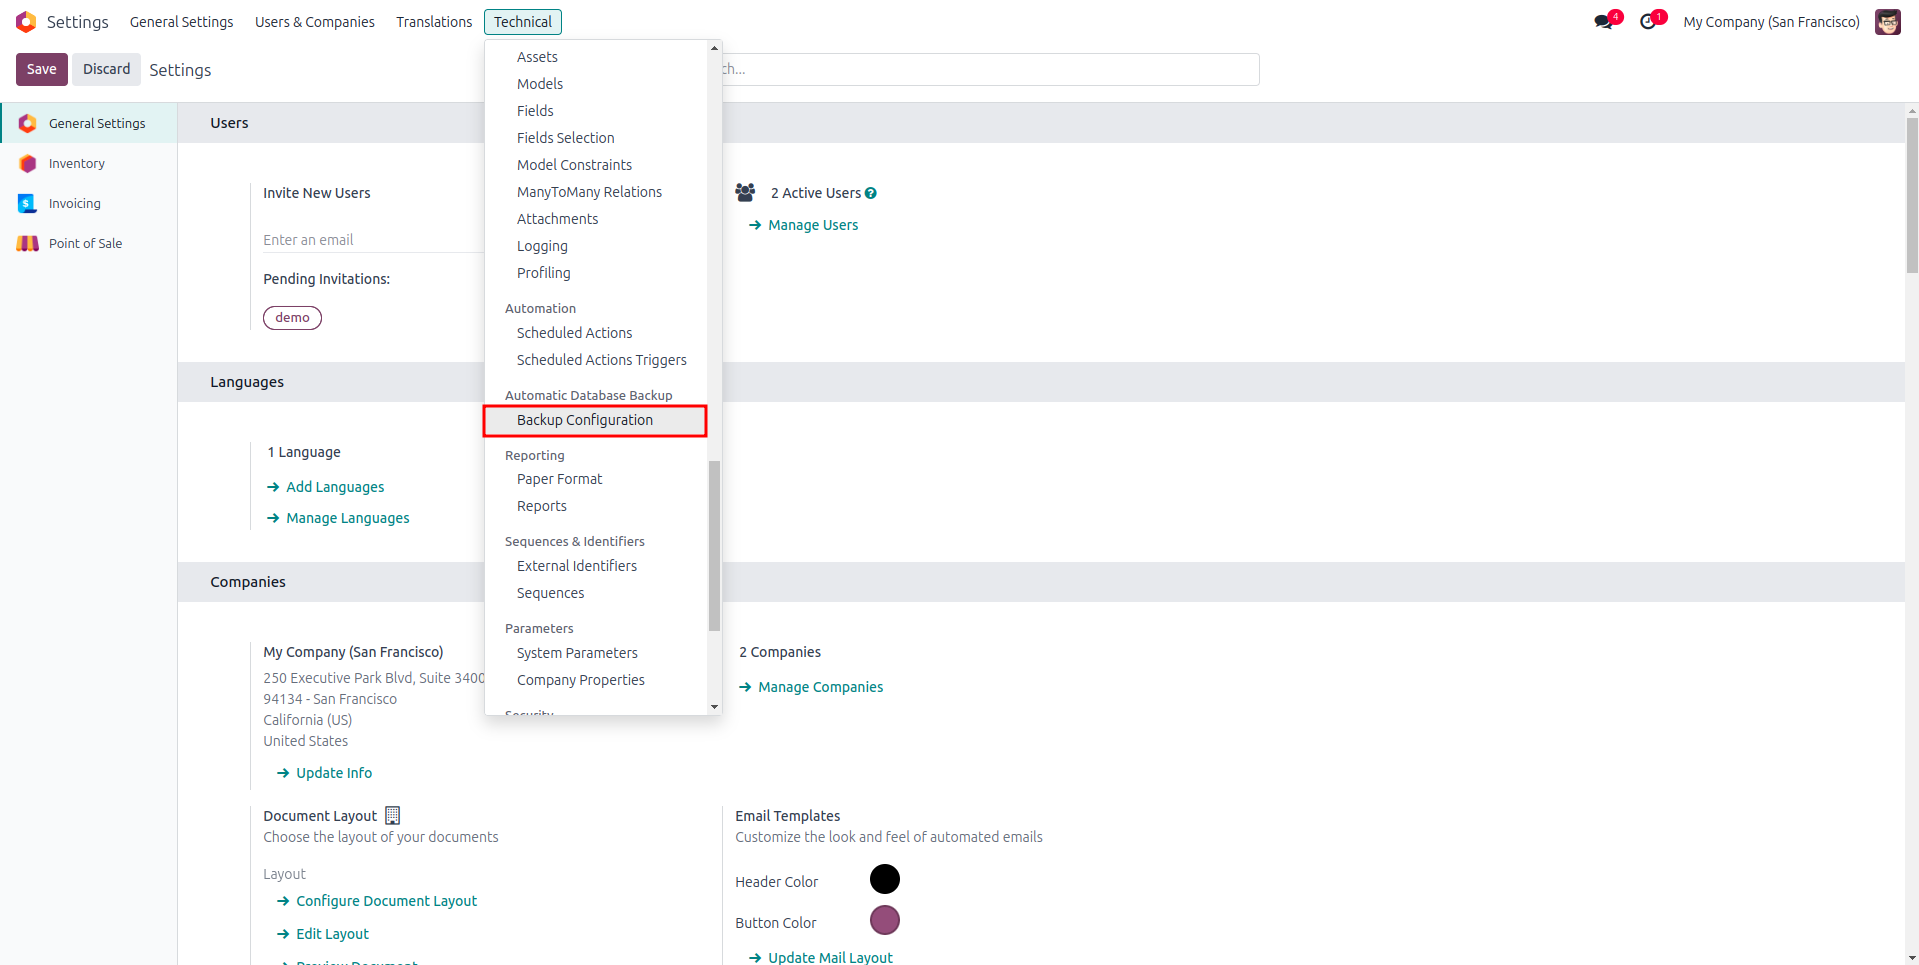 Settings General Settings Users & Companies Translations Technical 4 1 My Company (San Francisco)
Save Discard Settings
ch...
General Settings
Inventory
Invoicing
Point of Sale
Assets
Models
Fields
Fields Selection
Model Constraints
ManyToMany Relations
Attachments
Logging
Profiling
Automation
Scheduled Actions
Scheduled Actions Triggers
Automatic Database Backup
Backup Configuration
Reporting
Paper Format
Reports
Sequences & Identifiers
External Identifiers
Sequences
Parameters
System Parameters
Company Properties
Security
Users
Invite New Users
Enter an email
Pending Invitations:
demo
2 Active Users ?
Manage Users
Languages
1 Language
Add Languages
Manage Languages
Companies
My Company (San Francisco)
250 Executive Park Blvd, Suite 3400
94134 - San Francisco
California (US)
United States
Update Info
2 Companies
Manage Companies
Document Layout
Choose the layout of your documents
Layout
Configure Document Layout
Edit Layout
Preview Document
Email Templates
Customize the look and feel of automated emails
Header Color
Button Color
Update Mail Layout